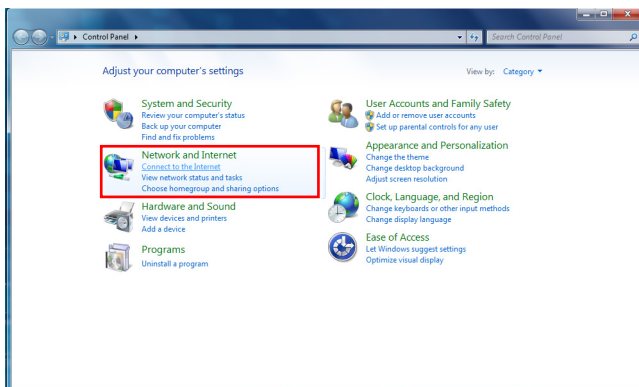 Control Panel
Search Control Panel
Adjust your computer's settings
View by: Category
System and Security
Review your computer's status
Back up your computer
Find and fix problems
Network and Internet
Connect to the Internet
View network status and tasks
Choose homegroup and sharing options
Hardware and Sound
View devices and printers
Add a device
Programs
Uninstall a program
User Accounts and Family Safety
Add or remove user accounts
Set up parental controls for any user
Appearance and Personalization
Change the theme
Change desktop background
Adjust screen resolution
Clock, Language, and Region
Change keyboards or other input methods
Change display language
Ease of Access
Let Windows suggest settings
Optimize visual display